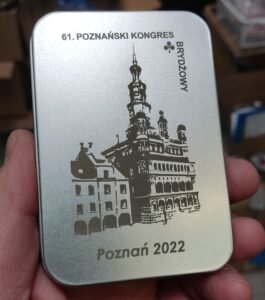 61. POZNAŃSKI KONGRES
BRYDŻOWY
Poznań 2022